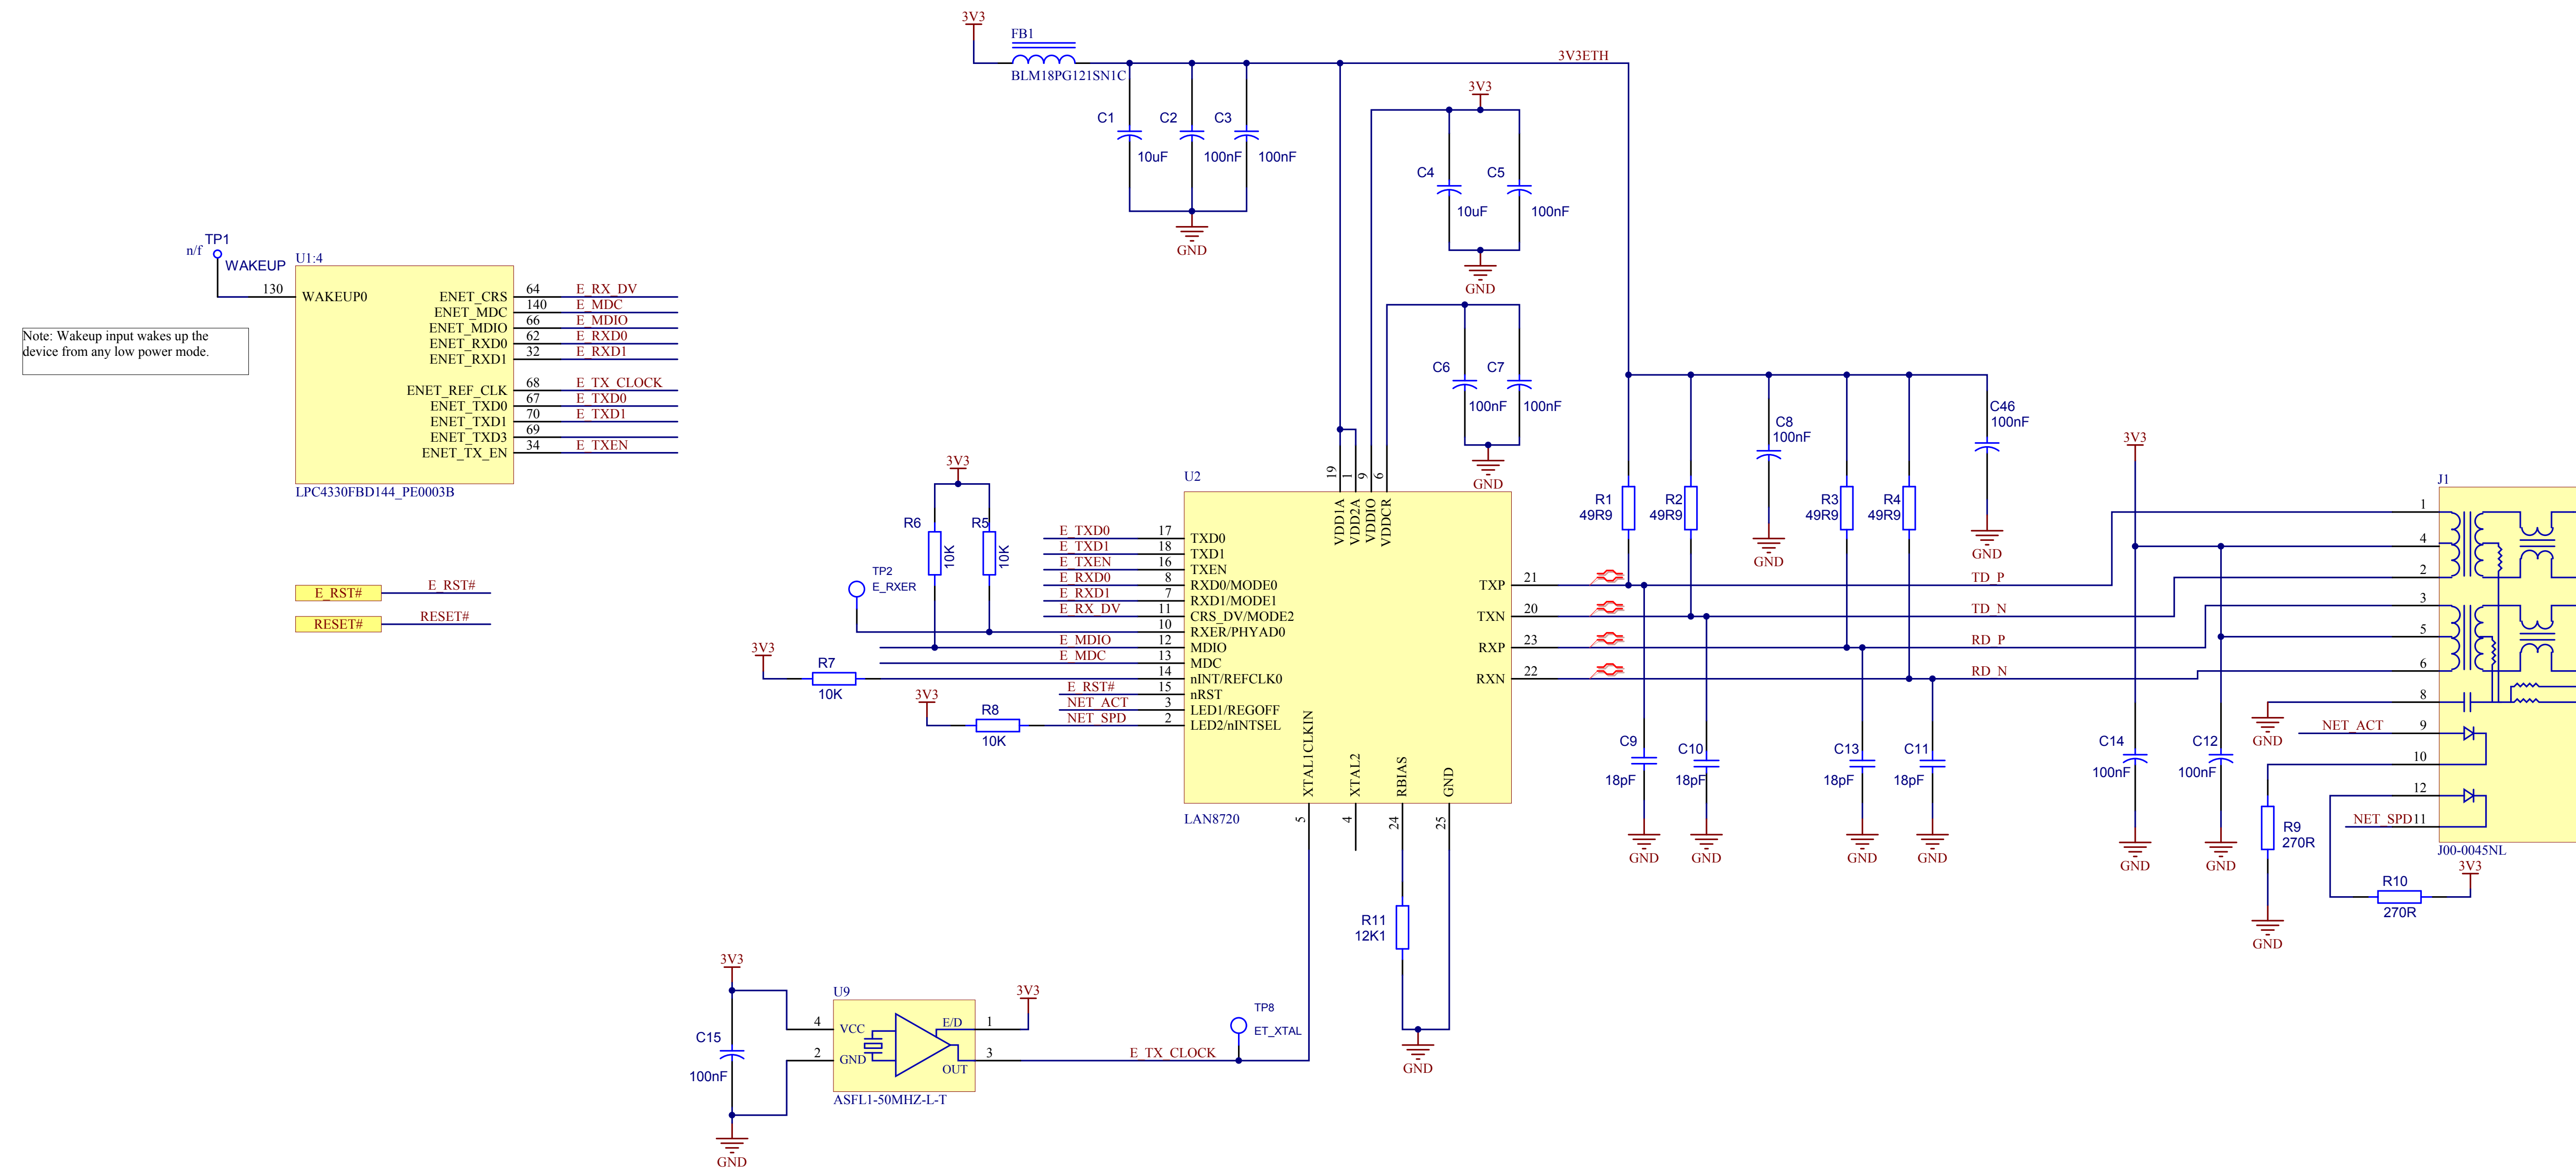 3V3
FB1
BLM18PG121SN1C
3V3ETH
C1
10uF
C2
100nF
C3
100nF
GND
3V3
C4
10uF
C5
100nF
GND
C6
100nF
C7
100nF
GND
TP1
n/f
WAKEUP
U1:4
130
WAKEUP0
ENET_CRS 64 E_RX_DV
ENET_MDC 140 E_MDC
ENET_MDIO 66 E_MDIO
ENET_RXD0 62 E_RXD0
ENET_RXD1 32 E_RXD1
ENET_REF_CLK 68 E_TX_CLOCK
ENET_TXD0 67 E_TXD0
ENET_TXD1 70 E_TXD1
ENET_TXD3 69
ENET_TX_EN 34 E_TXEN
LPC4330FBD144_PE0003B
Note: Wakeup input wakes up the
device from any low power mode.
E_RST# E_RST#
RESET# RESET#
3V3
R6
10K
R5
10K
TP2
E_RXER
3V3
R7
10K
3V3
R8
10K
U2
E_TXD0 17 TXD0
E_TXD1 18 TXD1
E_TXEN 16 TXEN
E_RXD0 8 RXD0/MODE0
E_RXD1 7 RXD1/MODE1
E_RX_DV 11 CRS_DV/MODE2
10 RXER/PHYAD0
E_MDIO 12 MDIO
E_MDC 13 MDC
14 nINT/REFCLK0
E_RST# 15 nRST
NET_ACT 3 LED1/REGOFF
NET_SPD 2 LED2/nINTSEL
19 VDD1A
1 VDD2A
9 VDDIO
6 VDDCR
TXP 21
TXN 20
RXP 23
RXN 22
XTAL1CLKIN 5
XTAL2 4
RBIAS 24
GND 25
LAN8720
R1
49R9
R2
49R9
C8
100nF
GND
R3
49R9
R4
49R9
C46
100nF
GND
TD_P
TD_N
RD_P
RD_N
C9
18pF
GND
C10
18pF
GND
C13
18pF
GND
C11
18pF
GND
3V3
C14
100nF
GND
C12
100nF
GND
J1
1
4
2
3
5
6
8
GND
NET_ACT 9
10
12
NET_SPD 11
J00-0045NL
R9
270R
GND
R10
270R
3V3
R11
12K1
GND
3V3
C15
100nF
GND
U9
4 VCC
2 GND
E/D 1
OUT 3
ASFL1-50MHZ-L-T
3V3
E_TX_CLOCK
TP8
ET_XTAL